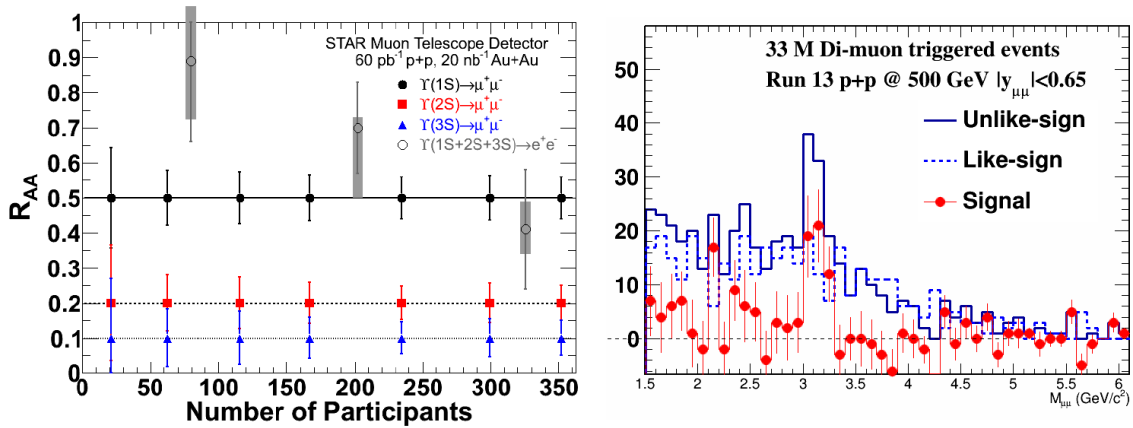 STAR Muon Telescope Detector
60 pb⁻¹ p+p, 20 nb⁻¹ Au+Au
ϒ(1S)→μ⁺μ⁻
ϒ(2S)→μ⁺μ⁻
ϒ(3S)→μ⁺μ⁻
ϒ(1S+2S+3S)→e⁺e⁻
R_AA
1
0.9
0.8
0.7
0.6
0.5
0.4
0.3
0.2
0.1
0
0 50 100 150 200 250 300 350
Number of Participants
33 M Di-muon triggered events
Run 13 p+p @ 500 GeV |y_μμ|<0.65
Unlike-sign
Like-sign
Signal
50
40
30
20
10
0
1.5 2 2.5 3 3.5 4 4.5 5 5.5 6
M_μμ (GeV/c²)